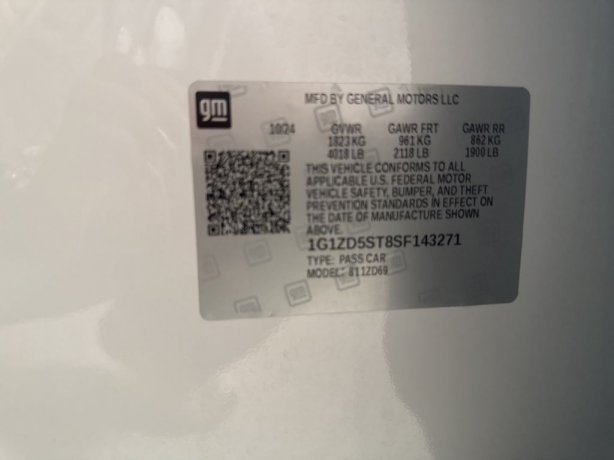 gm
MFD BY GENERAL MOTORS LLC
10/24 GVWR GAWR FRT GAWR RR
1823 KG 961 KG 862 KG
4018 LB 2118 LB 1900 LB
THIS VEHICLE CONFORMS TO ALL
APPLICABLE U.S. FEDERAL MOTOR
VEHICLE SAFETY, BUMPER, AND THEFT
PREVENTION STANDARDS IN EFFECT ON
THE DATE OF MANUFACTURE SHOWN
ABOVE.
1G1ZD5ST8SF143271
TYPE: PASS CAR
MODEL: 811ZD69